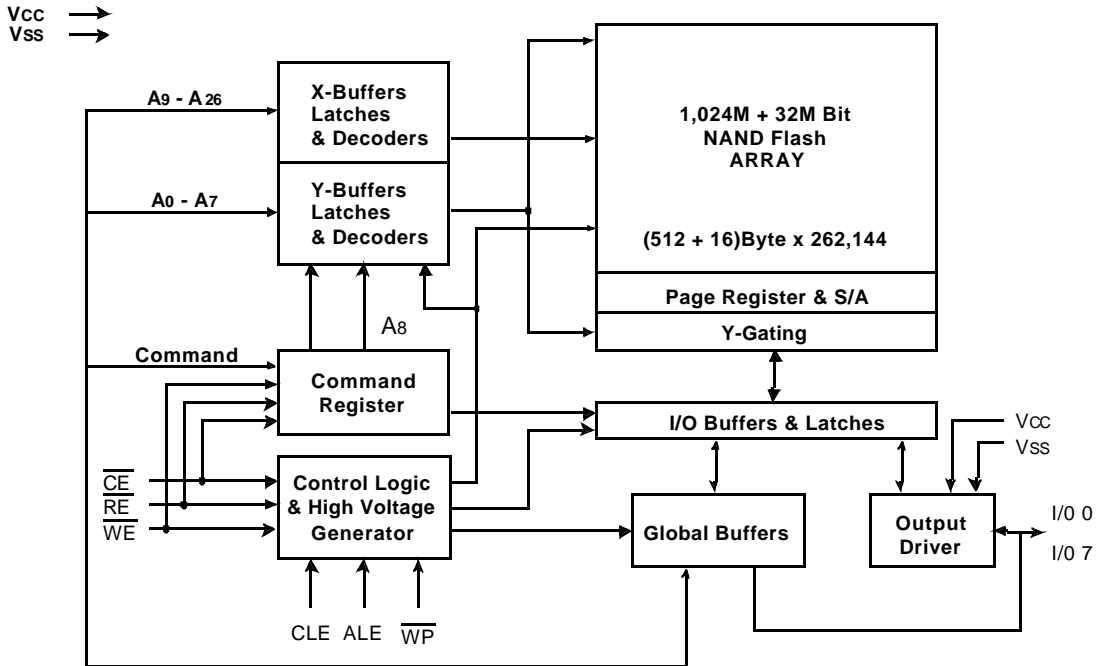 VCC
VSS
A9 - A26
X-Buffers
Latches
& Decoders
A0 - A7
Y-Buffers
Latches
& Decoders
1,024M + 32M Bit
NAND Flash
ARRAY
(512 + 16)Byte x 262,144
Page Register & S/A
Y-Gating
A8
Command
Command
Register
I/O Buffers & Latches
VCC
VSS
CE
RE
WE
Control Logic
& High Voltage
Generator
Global Buffers
Output
Driver
I/0 0
I/0 7
CLE
ALE
WP